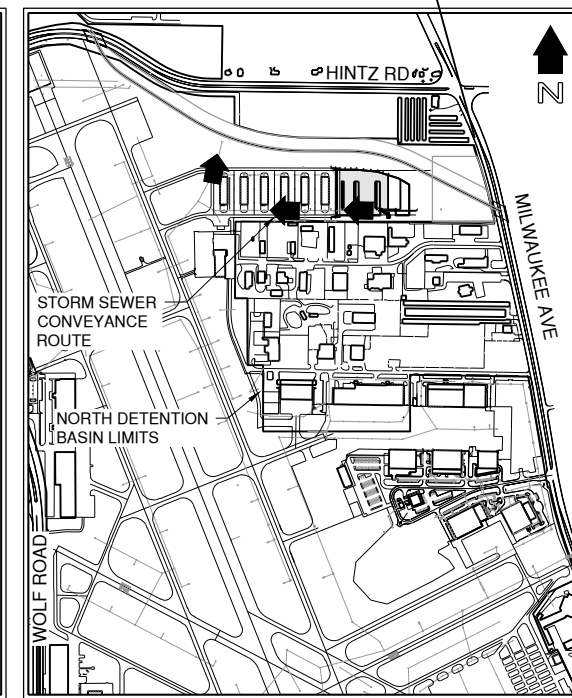 HINTZ RD
N
MILWAUKEE AVE
STORM SEWER
CONVEYANCE
ROUTE
NORTH DETENTION
BASIN LIMITS
WOLF ROAD